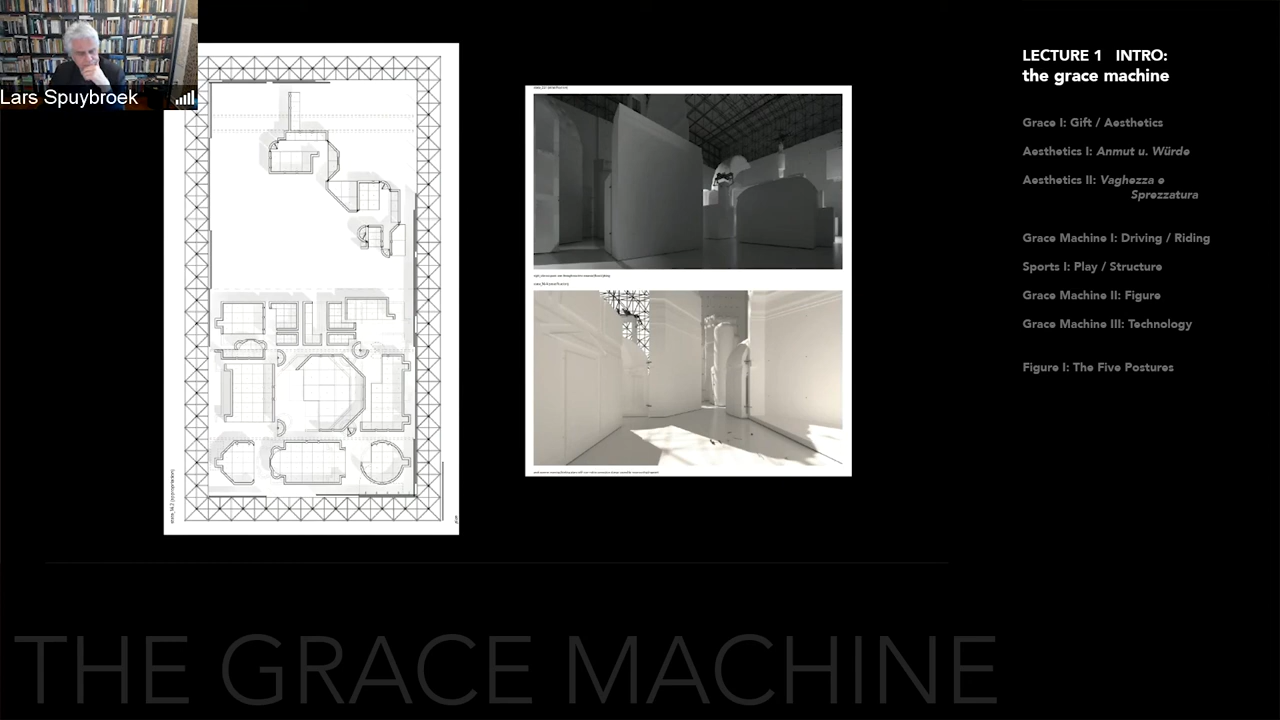 Lars Spuybroek
LECTURE 1 INTRO:
the grace machine
Grace I: Gift / Aesthetics
Aesthetics I: Anmut u. Würde
Aesthetics II: Vaghezza e
Sprezzatura
Grace Machine I: Driving / Riding
Sports I: Play / Structure
Grace Machine II: Figure
Grace Machine III: Technology
Figure I: The Five Postures
THE GRACE MACHINE